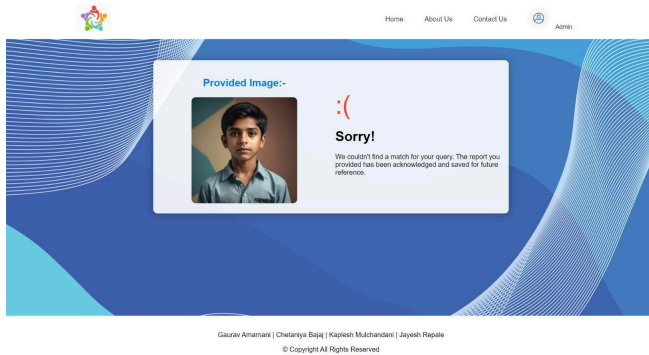 Home About Us Contact Us Admin
Provided Image:-
:(
Sorry!
We couldn't find a match for your query. The report you
provided has been acknowledged and saved for future
reference.
Gaurav Amarnani | Chetaniya Bajaj | Kaplesh Mulchandani | Jayesh Repale
© Copyright All Rights Reserved